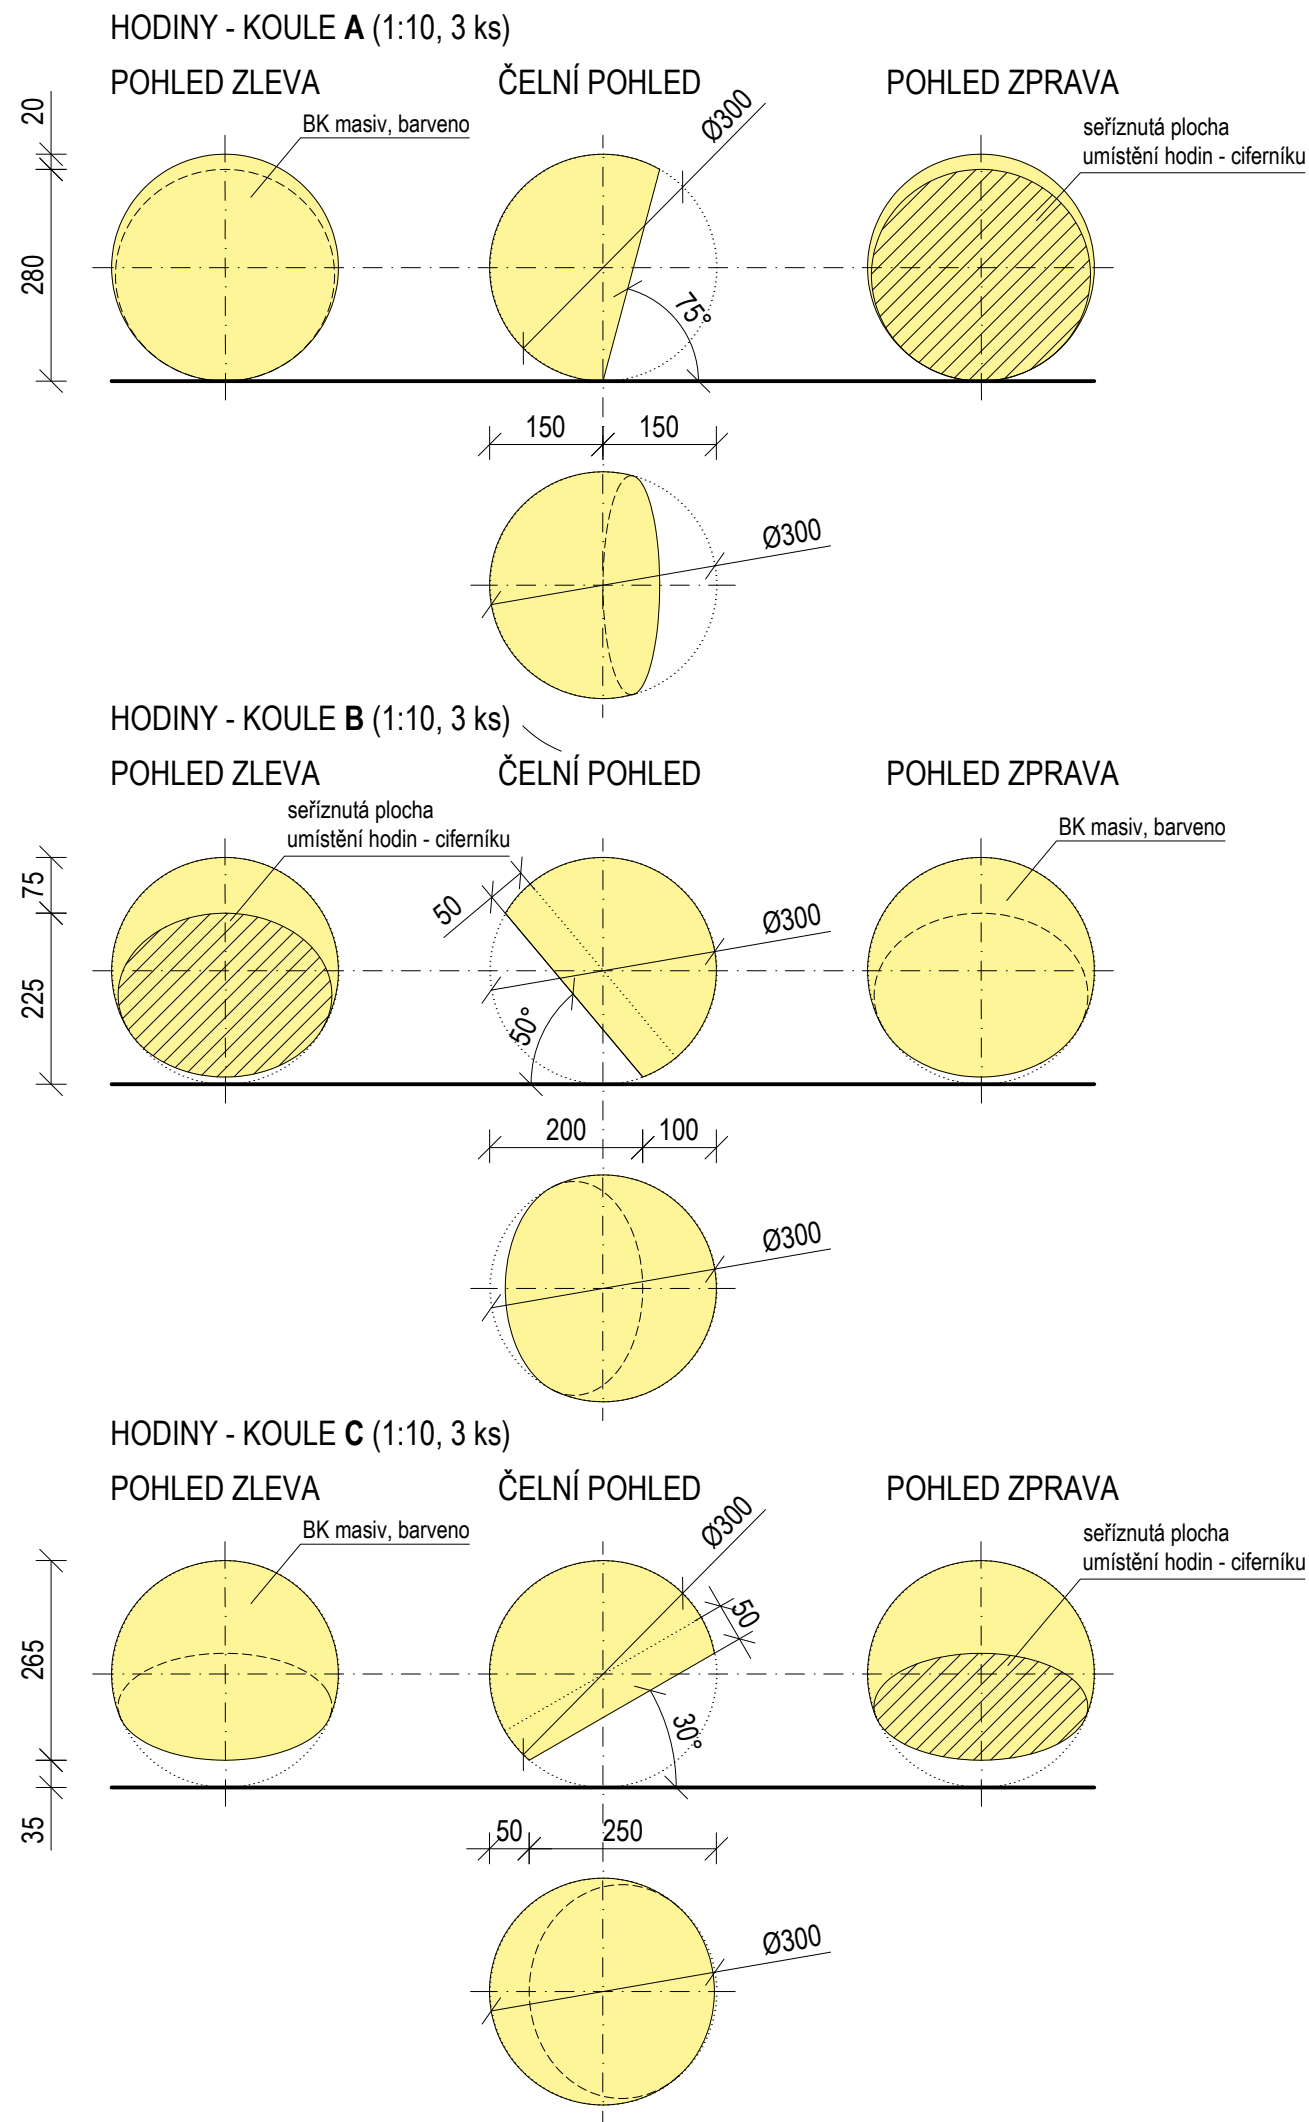 HODINY - KOULE A (1:10, 3 ks)
POHLED ZLEVA
ČELNÍ POHLED
POHLED ZPRAVA
20
280
BK masiv, barveno
Ø300
75°
seříznutá plocha
umístění hodin - ciferníku
150
150
Ø300
HODINY - KOULE B (1:10, 3 ks)
POHLED ZLEVA
ČELNÍ POHLED
POHLED ZPRAVA
75
225
seříznutá plocha
umístění hodin - ciferníku
50
Ø300
50°
BK masiv, barveno
200
100
Ø300
HODINY - KOULE C (1:10, 3 ks)
POHLED ZLEVA
ČELNÍ POHLED
POHLED ZPRAVA
265
35
BK masiv, barveno
Ø300
50
30°
seříznutá plocha
umístění hodin - ciferníku
50
250
Ø300